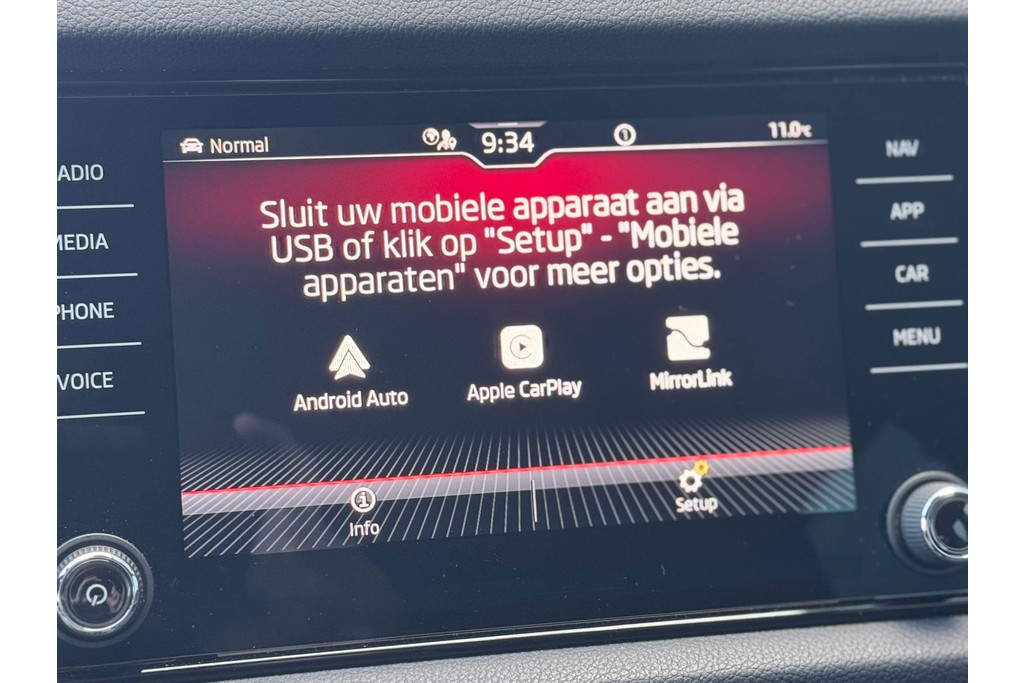 Normal
9:34
11.0°C
ADIO
MEDIA
PHONE
VOICE
Sluit uw mobiele apparaat aan via
USB of klik op "Setup" - "Mobiele
apparaten" voor meer opties.
Android Auto
Apple CarPlay
MirrorLink
Info
Setup
NAV
APP
CAR
MENU